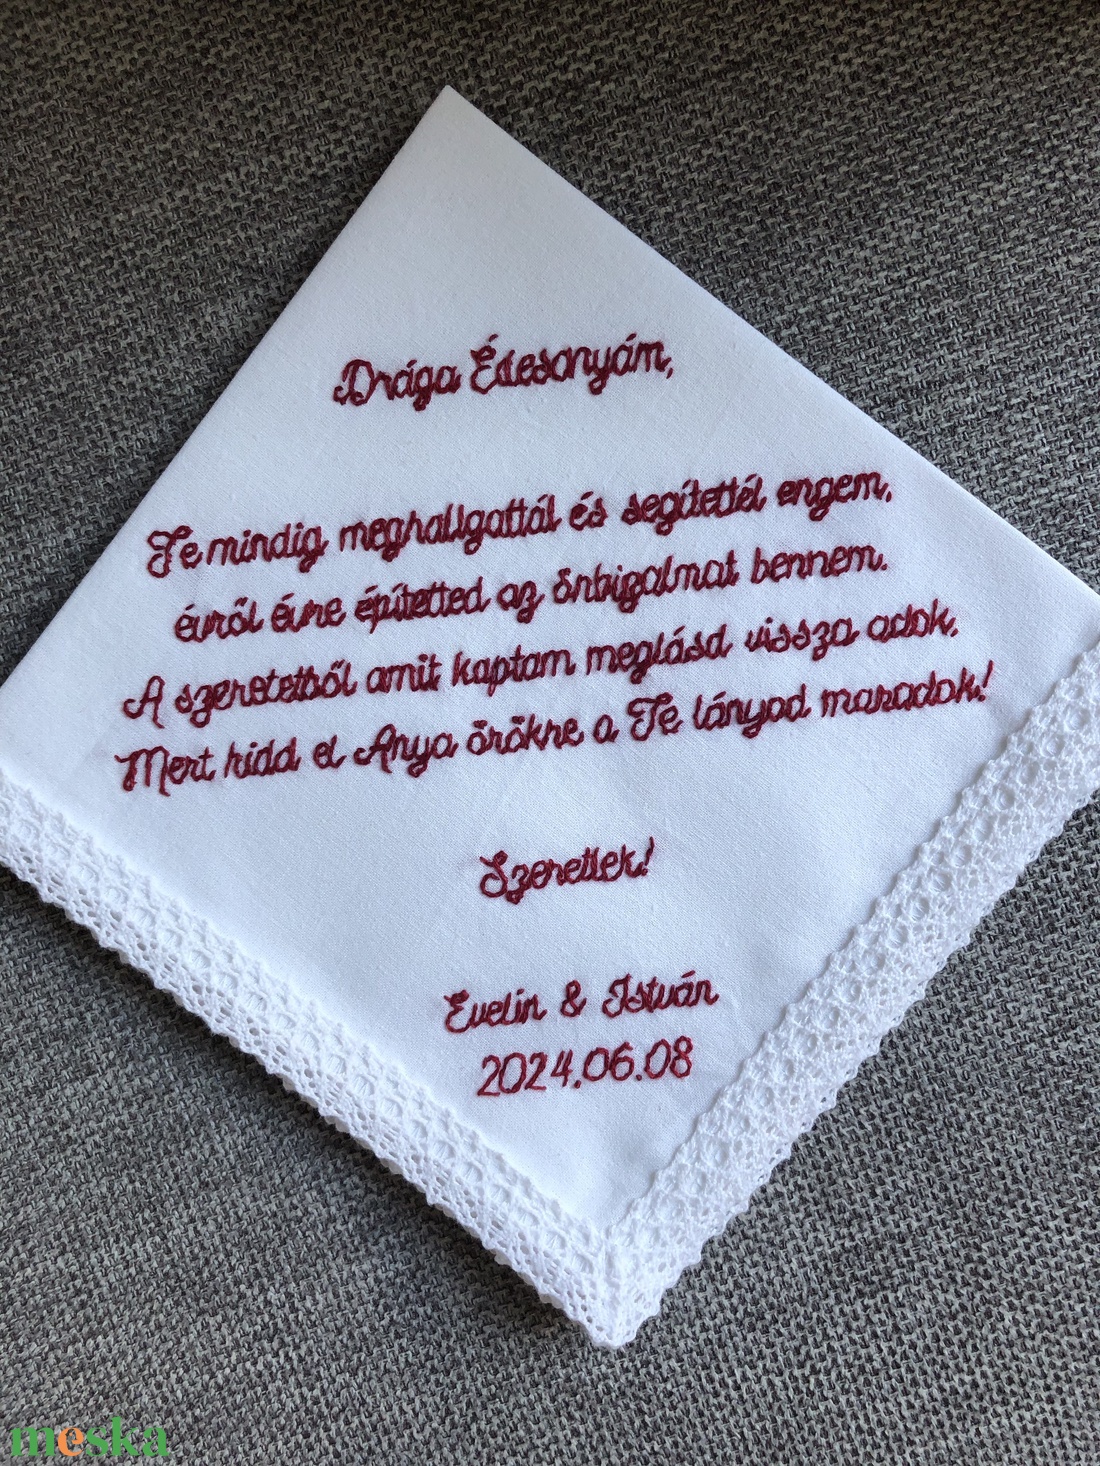 Drága Édesanyám,
Te mindig meghallgattál és segítettél engem,
évről évre építetted az önbizalmat bennem.
A szeretetből amit kaptam meglásd vissza adok,
Mert hidd el Anya örökre a Te lányod maradok!
Szeretlek!
Evelin & István
2024.06.08
meska